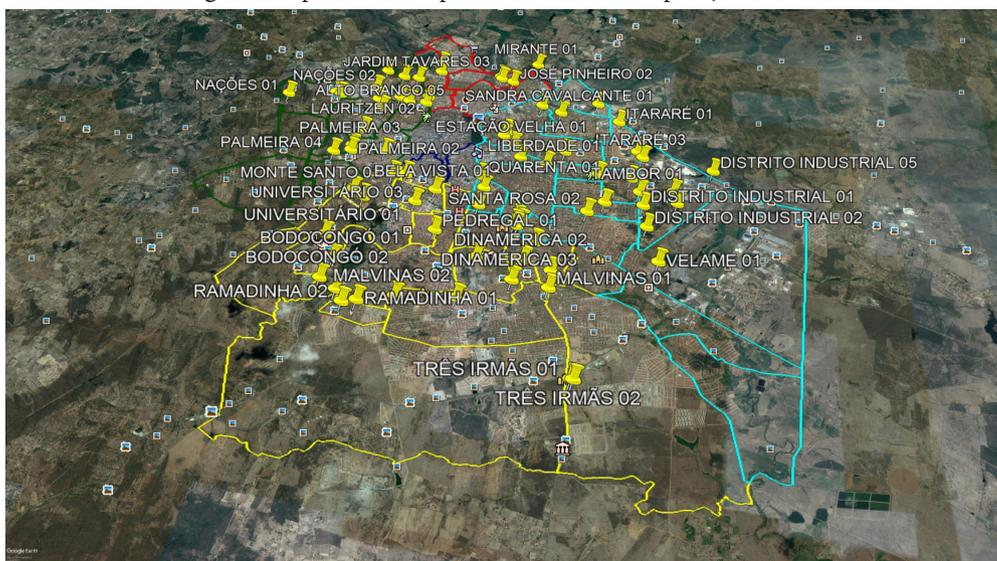 MIRANTE 01
JARDIM TAVARES 03
NAÇÕES 02
JOSÉ PINHEIRO 02
NAÇÕES 01
ALTO BRANCO 05
SANDRA CAVALCANTE 01
LAURITZEN 02
ITARARÉ 01
PALMEIRA 03
ESTAÇÃO VELHA 01
PALMEIRA 04
PALMEIRA 02
LIBERDADE 01
ITARARÉ 03
MONTE SANTO
BELA VISTA 01
QUARENTA 01
TAMBOR 01
DISTRITO INDUSTRIAL 05
UNIVERSITÁRIO 03
SANTA ROSA 02
DISTRITO INDUSTRIAL 01
UNIVERSITÁRIO 01
PEDREGAL 01
DISTRITO INDUSTRIAL 02
BODOCONGO 01
DINAMÉRICA 02
BODOCONGO 02
DINAMÉRICA 03
VELAME 01
MALVINAS 02
MALVINAS 01
RAMADINHA 02
RAMADINHA 01
TRÊS IRMÃS 01
TRÊS IRMÃS 02
Google Earth